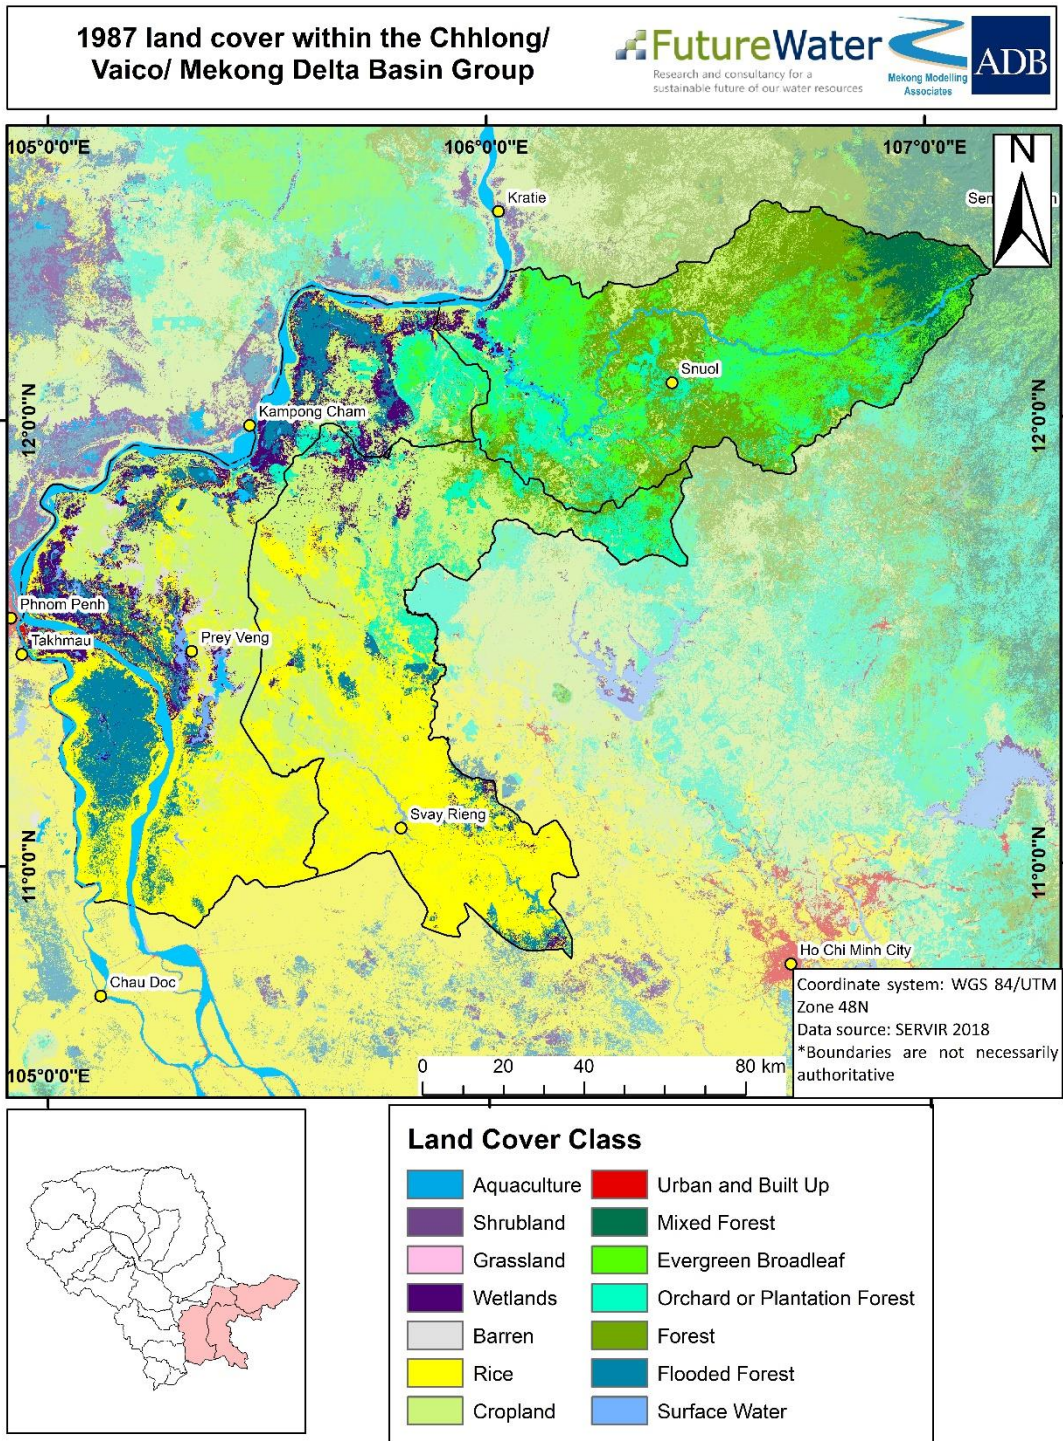 1987 land cover within the Chhlong/
Vaico/ Mekong Delta Basin Group
FutureWater
Research and consultancy for a
sustainable future of our water resources
Mekong Modelling
Associates
ADB
105°0'0"E
106°0'0"E
107°0'0"E
N
Kratie
Snuol
12°0'0"N
Kampong Cham
12°0'0"N
Phnom Penh
Takhmau
Prey Veng
Svay Rieng
11°0'0"N
11°0'0"N
Ho Chi Minh City
Chau Doc
Coordinate system: WGS 84/UTM
Zone 48N
Data source: SERVIR 2018
*Boundaries are not necessarily
authoritative
105°0'0"E
0 20 40 60 80 km
Land Cover Class
Aquaculture
Shrubland
Grassland
Wetlands
Barren
Rice
Cropland
Urban and Built Up
Mixed Forest
Evergreen Broadleaf
Orchard or Plantation Forest
Forest
Flooded Forest
Surface Water